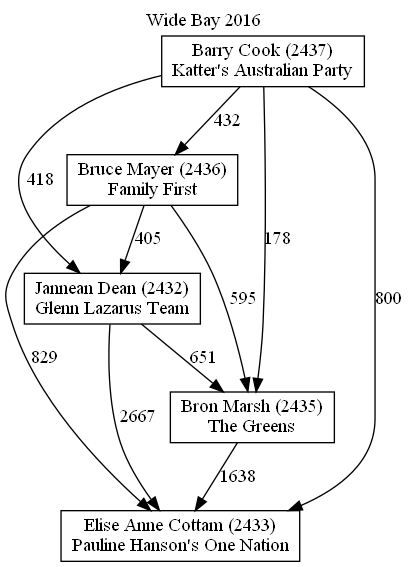 Wide Bay 2016
Barry Cook (2437)
Katter's Australian Party
432
Bruce Mayer (2436)
Family First
418
405
178
Jannean Dean (2432)
Glenn Lazarus Team
595
800
829
651
2667
Bron Marsh (2435)
The Greens
1638
Elise Anne Cottam (2433)
Pauline Hanson's One Nation